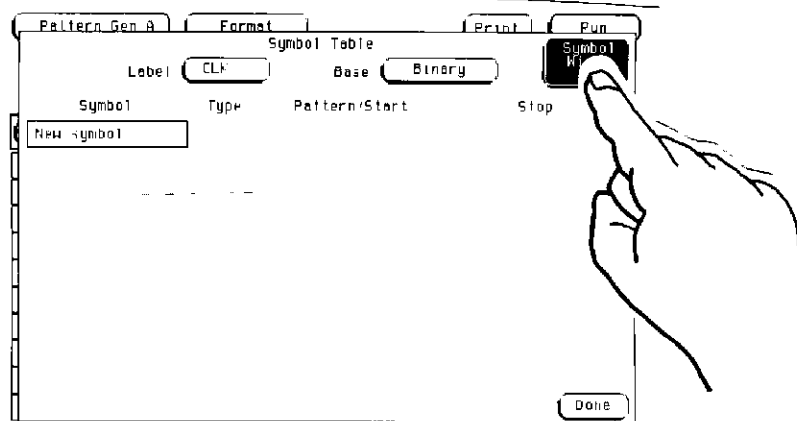 Pattern Gen A Format Print Run
Symbol Table
Label CLK Base Binary Symbol
Symbol Type Pattern/Start Stop
New Symbol
Done